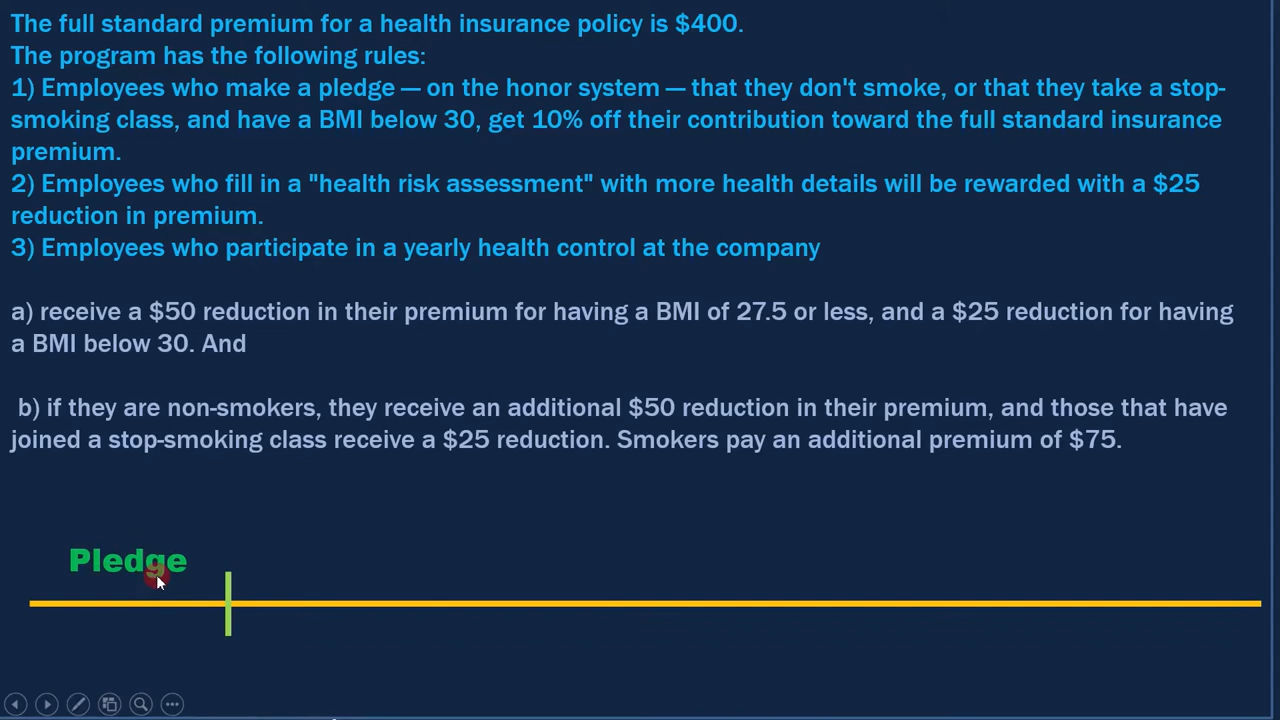 The full standard premium for a health insurance policy is $400.
The program has the following rules:
1) Employees who make a pledge — on the honor system — that they don't smoke, or that they take a stop-
smoking class, and have a BMI below 30, get 10% off their contribution toward the full standard insurance
premium.
2) Employees who fill in a "health risk assessment" with more health details will be rewarded with a $25
reduction in premium.
3) Employees who participate in a yearly health control at the company
a) receive a $50 reduction in their premium for having a BMI of 27.5 or less, and a $25 reduction for having
a BMI below 30. And
b) if they are non-smokers, they receive an additional $50 reduction in their premium, and those that have
joined a stop-smoking class receive a $25 reduction. Smokers pay an additional premium of $75.
Pledge